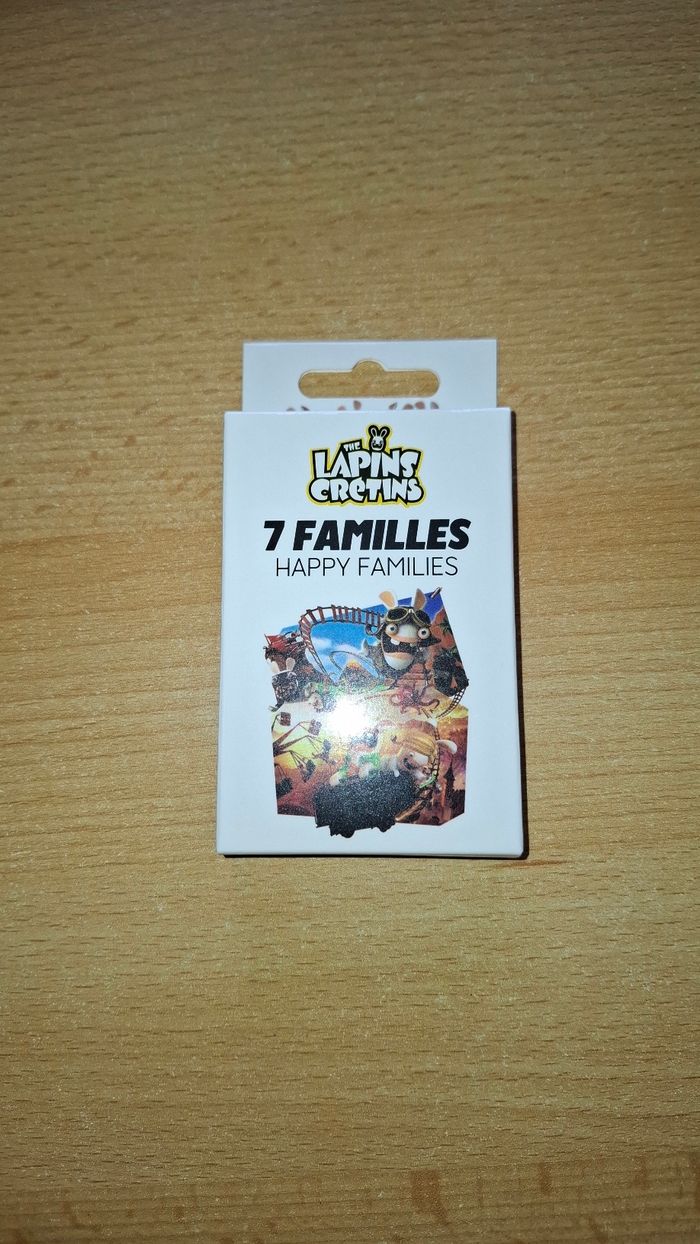 THE
LAPINS
CRÉTINS
7 FAMILLES
HAPPY FAMILIES